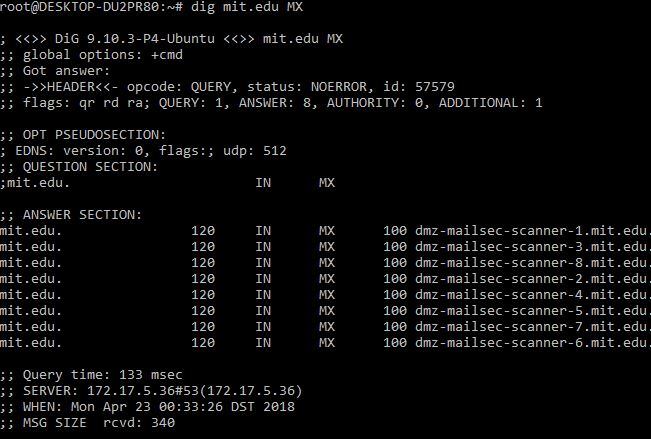 root@DESKTOP-DU2PR80:~# dig mit.edu MX
; <<>> DiG 9.10.3-P4-Ubuntu <<>> mit.edu MX
;; global options: +cmd
;; Got answer:
;; ->>HEADER<<- opcode: QUERY, status: NOERROR, id: 57579
;; flags: qr rd ra; QUERY: 1, ANSWER: 8, AUTHORITY: 0, ADDITIONAL: 1
;; OPT PSEUDOSECTION:
; EDNS: version: 0, flags:; udp: 512
;; QUESTION SECTION:
;mit.edu. IN MX
;; ANSWER SECTION:
mit.edu. 120 IN MX 100 dmz-mailsec-scanner-1.mit.edu.
mit.edu. 120 IN MX 100 dmz-mailsec-scanner-3.mit.edu.
mit.edu. 120 IN MX 100 dmz-mailsec-scanner-8.mit.edu.
mit.edu. 120 IN MX 100 dmz-mailsec-scanner-2.mit.edu.
mit.edu. 120 IN MX 100 dmz-mailsec-scanner-4.mit.edu.
mit.edu. 120 IN MX 100 dmz-mailsec-scanner-5.mit.edu.
mit.edu. 120 IN MX 100 dmz-mailsec-scanner-7.mit.edu.
mit.edu. 120 IN MX 100 dmz-mailsec-scanner-6.mit.edu.
;; Query time: 133 msec
;; SERVER: 172.17.5.36#53(172.17.5.36)
;; WHEN: Mon Apr 23 00:33:26 DST 2018
;; MSG SIZE rcvd: 340